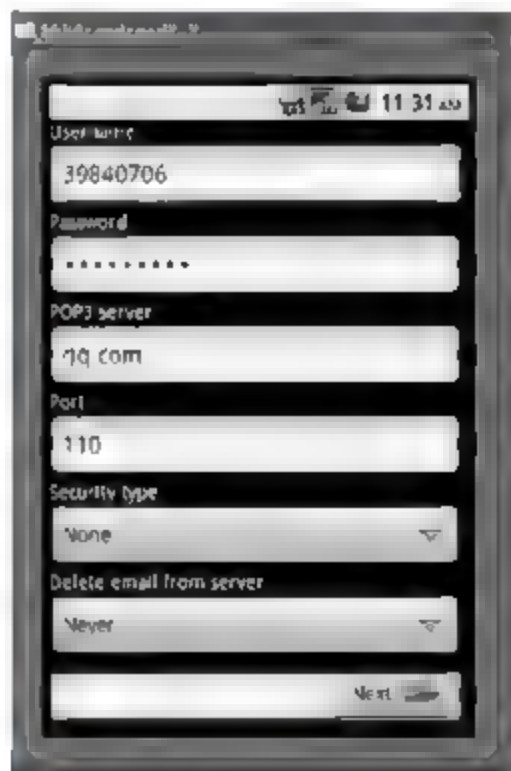 11:31 AM
User name
39840706
Password
•••••••••
POP3 server
qq.com
Port
110
Security type
None
Delete email from server
Never
Next